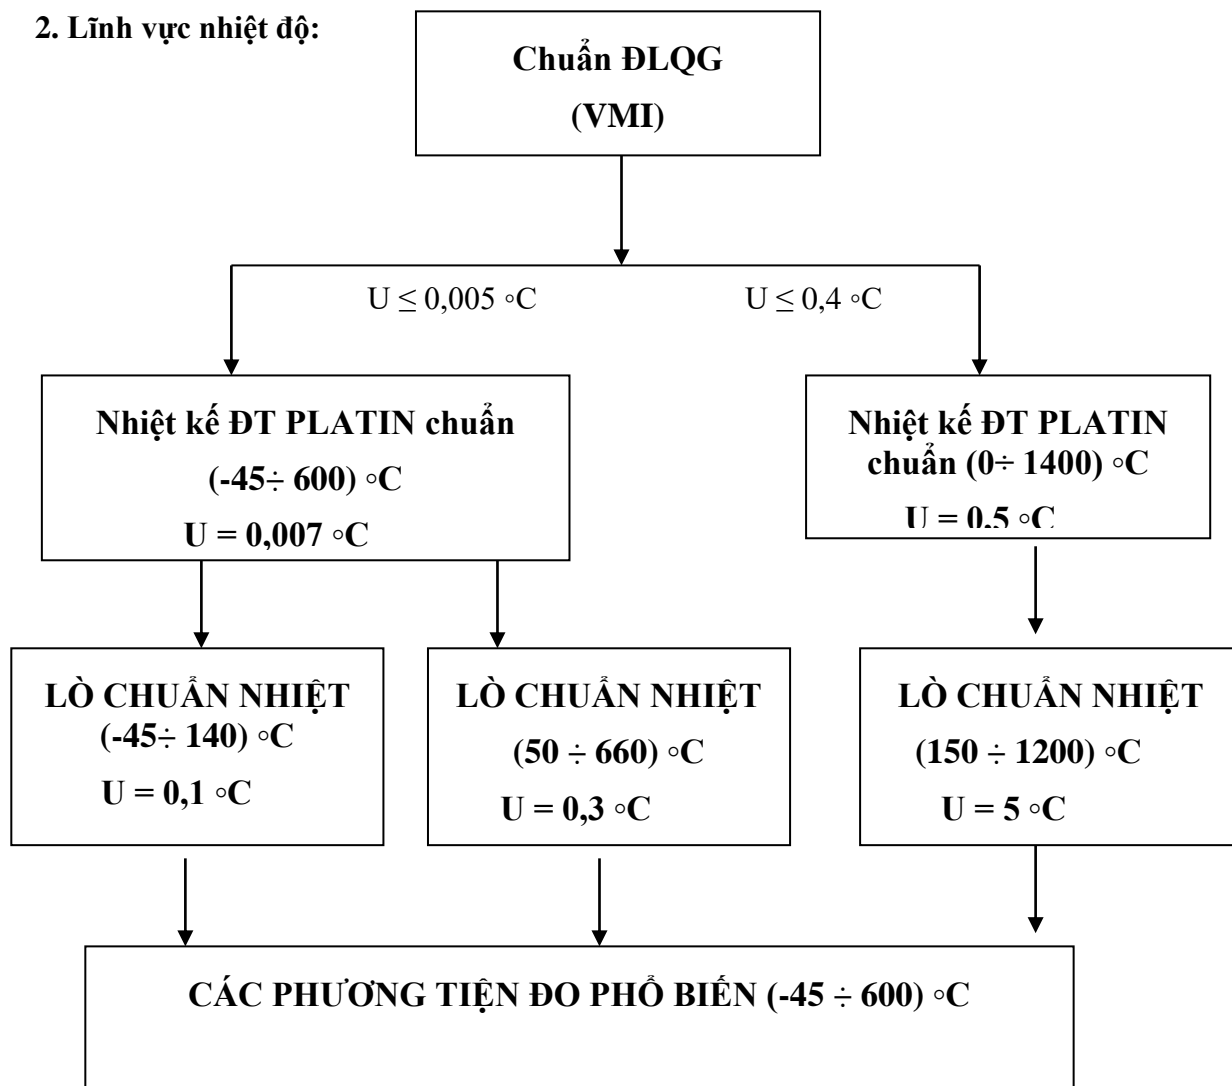 2. Lĩnh vực nhiệt độ:
Chuẩn ĐLQG
(VMI)
U ≤ 0,005 ◦C
U ≤ 0,4 ◦C
Nhiệt kế ĐT PLATIN chuẩn
(-45÷ 600) ◦C
U = 0,007 ◦C
Nhiệt kế ĐT PLATIN
chuẩn (0÷ 1400) ◦C
U = 0,5 ◦C
LÒ CHUẨN NHIỆT
(-45÷ 140) ◦C
U = 0,1 ◦C
LÒ CHUẨN NHIỆT
(50 ÷ 660) ◦C
U = 0,3 ◦C
LÒ CHUẨN NHIỆT
(150 ÷ 1200) ◦C
U = 5 ◦C
CÁC PHƯƠNG TIỆN ĐO PHỔ BIẾN (-45 ÷ 600) ◦C